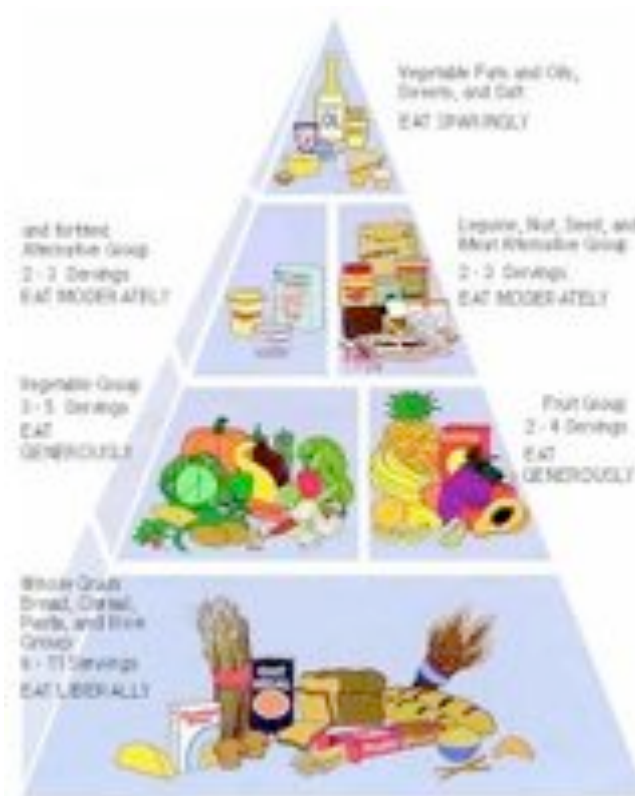 Vegetable Fats and Oils,
Sweets, and Salt
EAT SPARINGLY
and fortified
Alternative Group
2 - 3 Servings
EAT MODERATELY
Legume, Nut, Seed, and
Meat Alternative Group
2 - 3 Servings
EAT MODERATELY
Vegetable Group
3 - 5 Servings
EAT
GENEROUSLY
Fruit Group
2 - 4 Servings
EAT
GENEROUSLY
Whole Grain
Bread, Cereal,
Pasta, and Rice
Group
6 - 11 Servings
EAT LIBERALLY
OIL